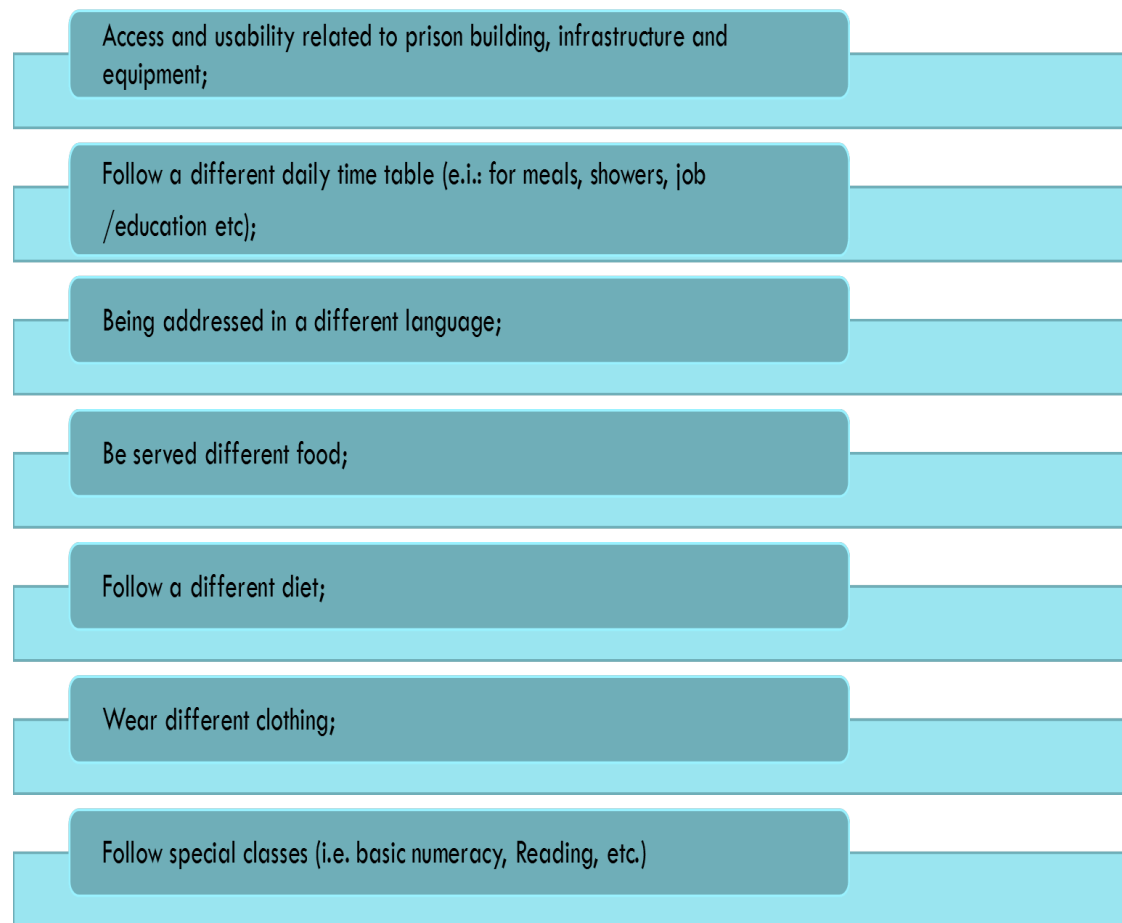 Access and usability related to prison building, infrastructure and
equipment;
Follow a different daily time table (e.i.: for meals, showers, job
/education etc);
Being addressed in a different language;
Be served different food;
Follow a different diet;
Wear different clothing;
Follow special classes (i.e. basic numeracy, Reading, etc.)